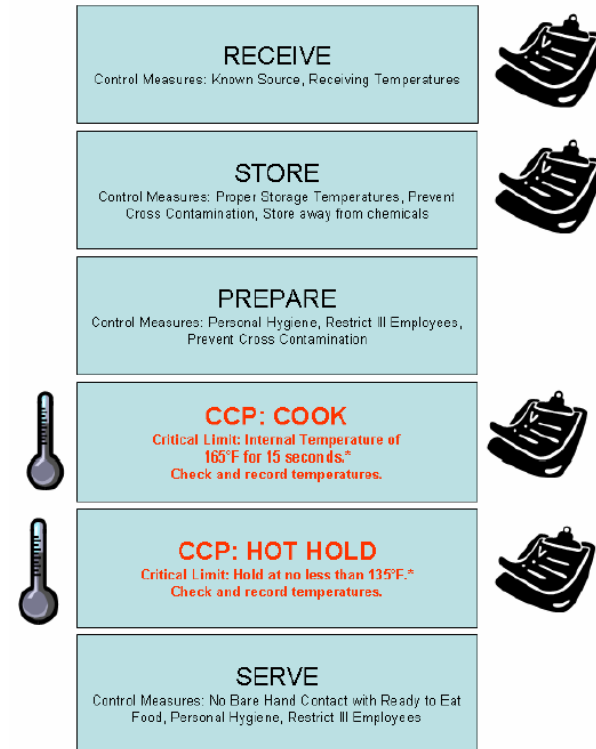 RECEIVE
Control Measures: Known Source, Receiving Temperatures
STORE
Control Measures: Proper Storage Temperatures, Prevent
Cross Contamination, Store away from chemicals
PREPARE
Control Measures: Personal Hygiene, Restrict Ill Employees,
Prevent Cross Contamination
CCP: COOK
Critical Limit: Internal Temperature of
165°F for 15 seconds.*
Check and record temperatures.
CCP: HOT HOLD
Critical Limit: Hold at no less than 135°F.*
Check and record temperatures.
SERVE
Control Measures: No Bare Hand Contact with Ready to Eat
Food, Personal Hygiene, Restrict Ill Employees